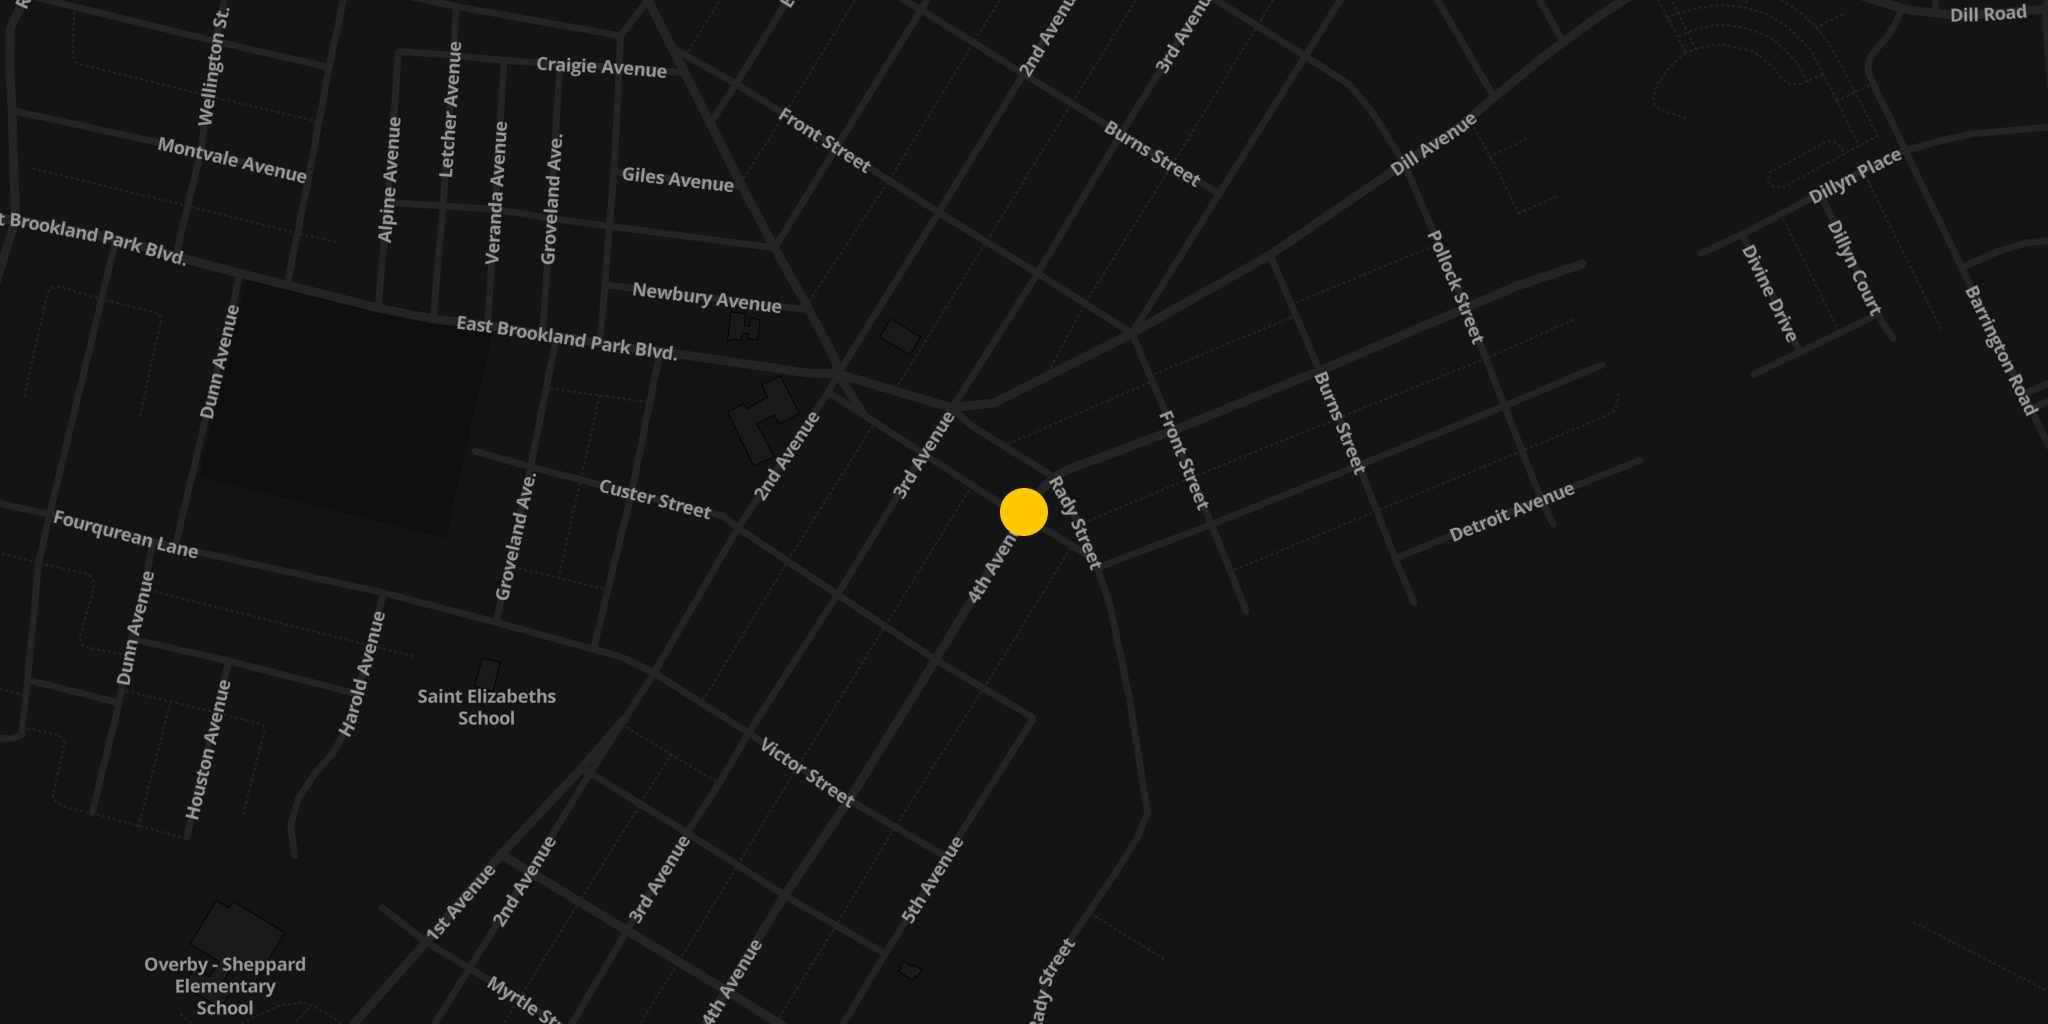 Dill Road
Wellington St.
2nd Avenue
3rd Avenue
Craigie Avenue
Letcher Avenue
Front Street
Burns Street
Dill Avenue
Montvale Avenue
Alpine Avenue
Veranda Avenue
Groveland Ave.
Giles Avenue
Dillyn Place
t Brookland Park Blvd.
Pollock Street
Dillyn Court
Divine Drive
Newbury Avenue
Barrington Road
Dunn Avenue
East Brookland Park Blvd.
Burns Street
2nd Avenue
3rd Avenue
Front Street
Custer Street
Groveland Ave.
Rady Street
Detroit Avenue
Fourqurean Lane
4th Aven
Dunn Avenue
Harold Avenue
Houston Avenue
Saint Elizabeths
School
Victor Street
1st Avenue
2nd Avenue
3rd Avenue
5th Avenue
4th Avenue
Rady Street
Myrtle Str
Overby - Sheppard
Elementary
School